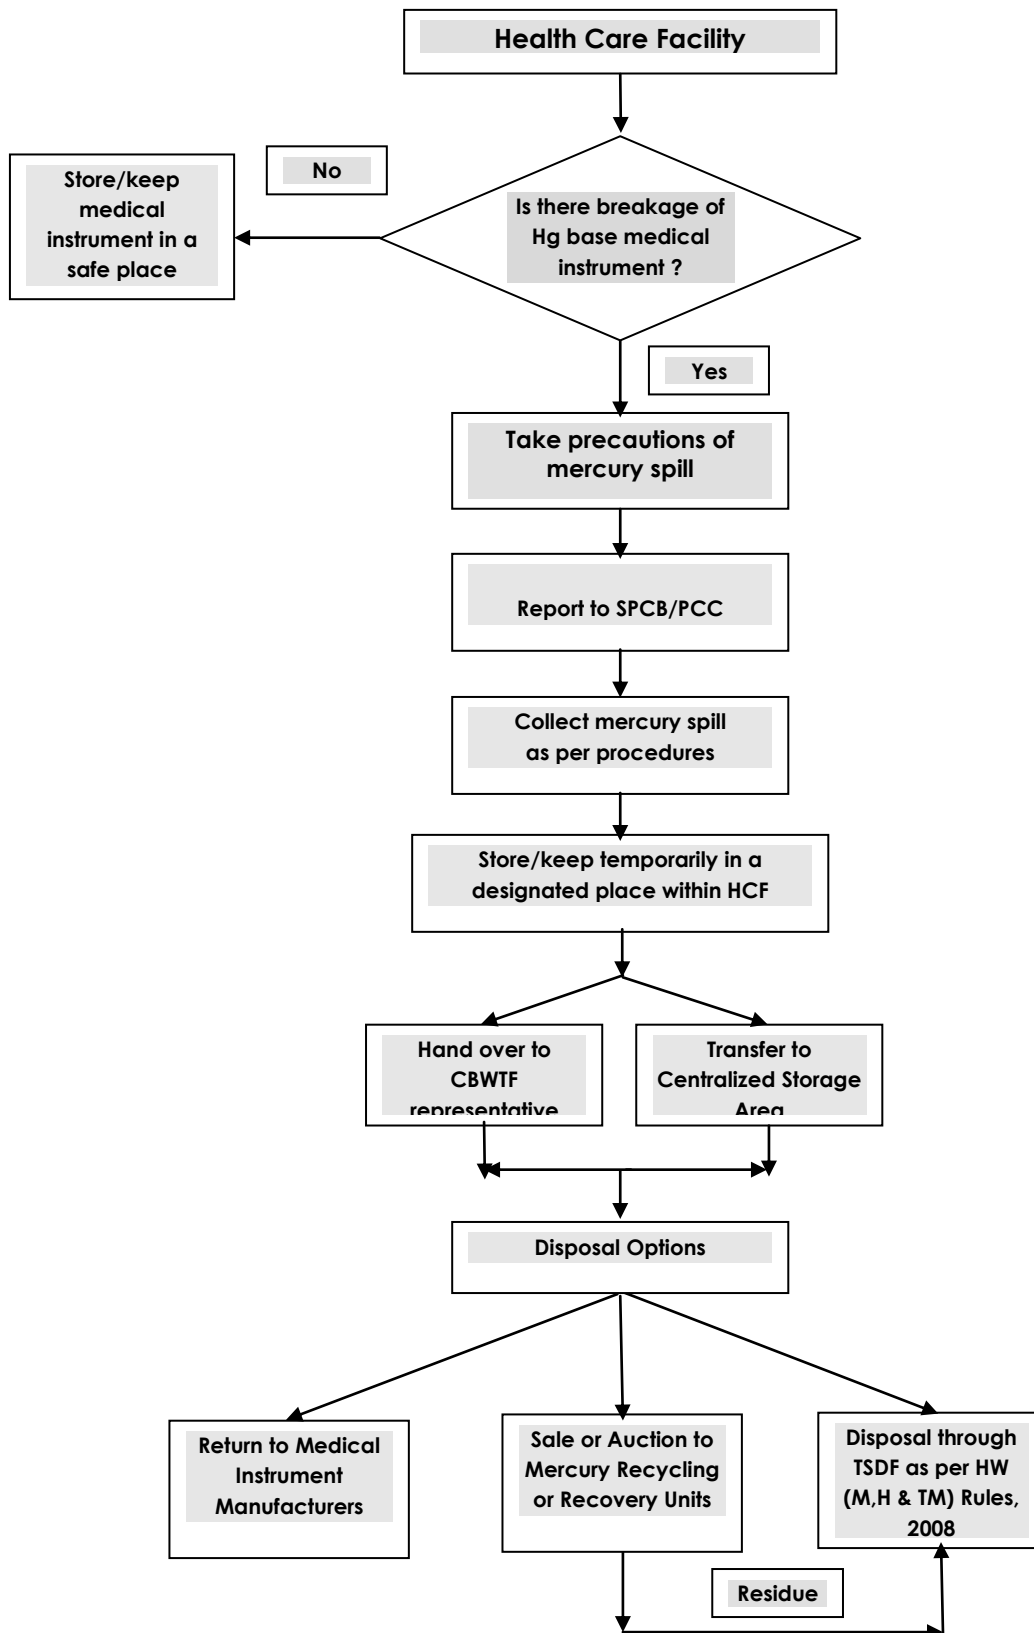 Health Care Facility
No
Store/keep
medical
instrument in a
safe place
Is there breakage of
Hg base medical
instrument ?
Yes
Take precautions of
mercury spill
Report to SPCB/PCC
Collect mercury spill
as per procedures
Store/keep temporarily in a
designated place within HCF
Hand over to
CBWTF
representative
Transfer to
Centralized Storage
Area
Disposal Options
Return to Medical
Instrument
Manufacturers
Sale or Auction to
Mercury Recycling
or Recovery Units
Disposal through
TSDF as per HW
(M,H & TM) Rules,
2008
Residue